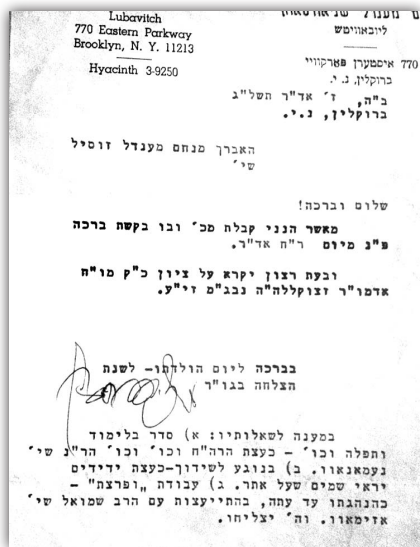 Lubavitch
770 Eastern Parkway
Brooklyn, N. Y. 11213
Hyacinth 3-9250
ליובאוויטש
770 איסטערן פארקוויי
ברוקלין, נ. י.
ב"ה, ז' אד"ר תשל"ג
ברוקלין, נ.י.
האברך מנחם מענדל זוסיל
שי'
שלום וברכה!
מאשר הנני קבלת מכ' ובו בקשת ברכה
פ"נ מיום ר"ח אד"ר.
ובעת רצון יקרא על ציון כ"ק מו"ח
אדמו"ר זצוקללה"ה נבג"מ זי"ע.
בברכה ליום הולדתו- לשנת
הצלחה בגו"ר
במענה לשאלותיו: א) סדר בלימוד
ותפלה וכו' - כעצת הרה"ח וכו' וכו' הר"נ שי'
נעמאנאוו. ב) בנוגע לשידוך-כעצת ידידים
יראי שמים שעל אתר. ג) עבודת "ופרצת" -
כהנהגתו עד עתה, בהתייעצות עם הרב שמואל שי'
אזימאוו. וה' יצליחו.